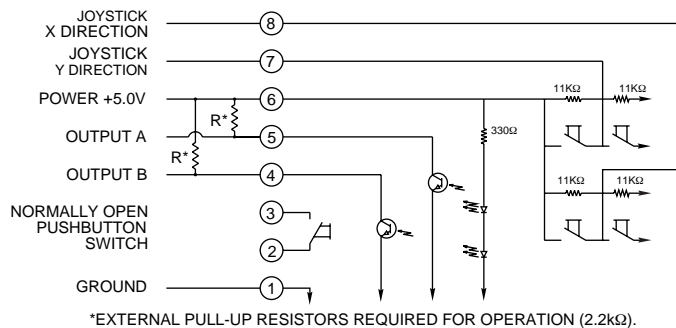 JOYSTICK
X DIRECTION
8
JOYSTICK
Y DIRECTION
7
POWER +5.0V
6
11KΩ
11KΩ
R*
330Ω
OUTPUT A
5
R*
OUTPUT B
4
11KΩ
11KΩ
NORMALLY OPEN
PUSHBUTTON
SWITCH
3
2
GROUND
1
*EXTERNAL PULL-UP RESISTORS REQUIRED FOR OPERATION (2.2kΩ).